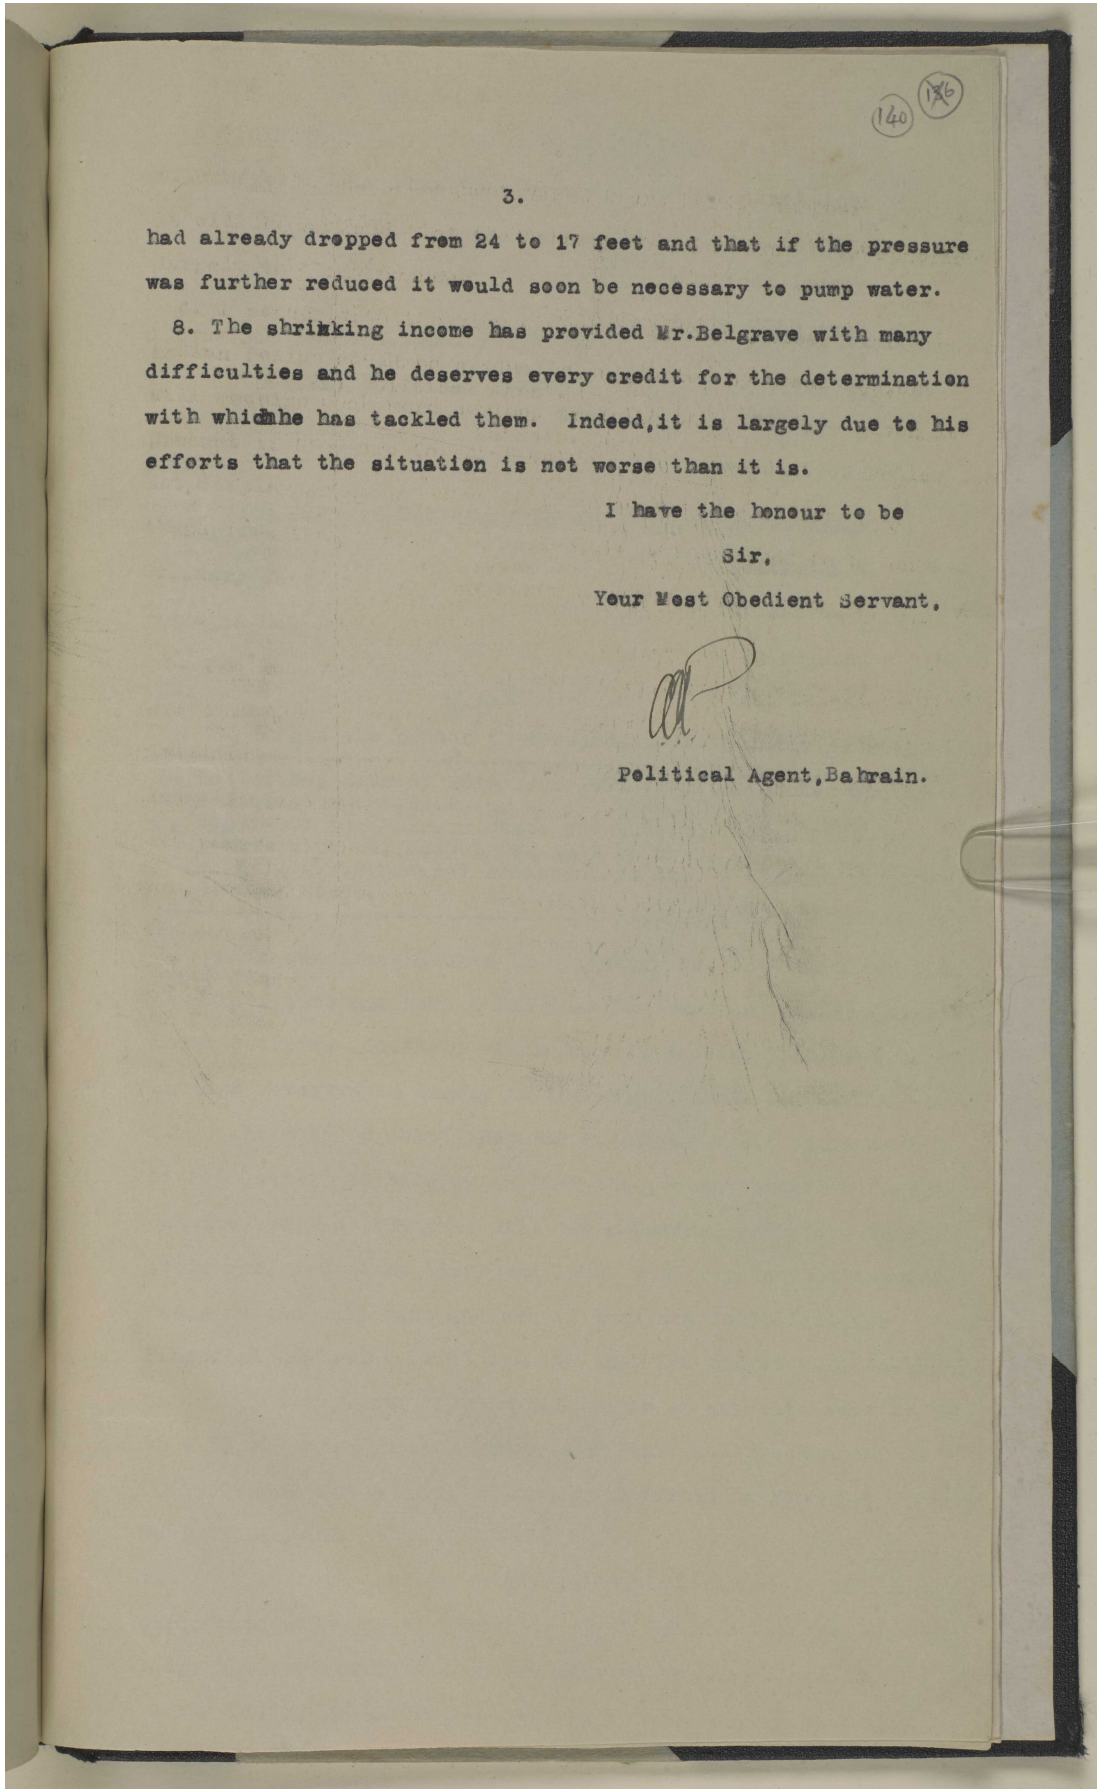 136
140
3.
had already dropped from 24 to 17 feet and that if the pressure
was further reduced it would soon be necessary to pump water.
8. The shrinking income has provided Mr.Belgrave with many
difficulties and he deserves every credit for the determination
with which he has tackled them. Indeed,it is largely due to his
efforts that the situation is not worse than it is.
I have the honour to be
Sir,
Your Most Obedient Servant,
Political Agent,Bahrain.